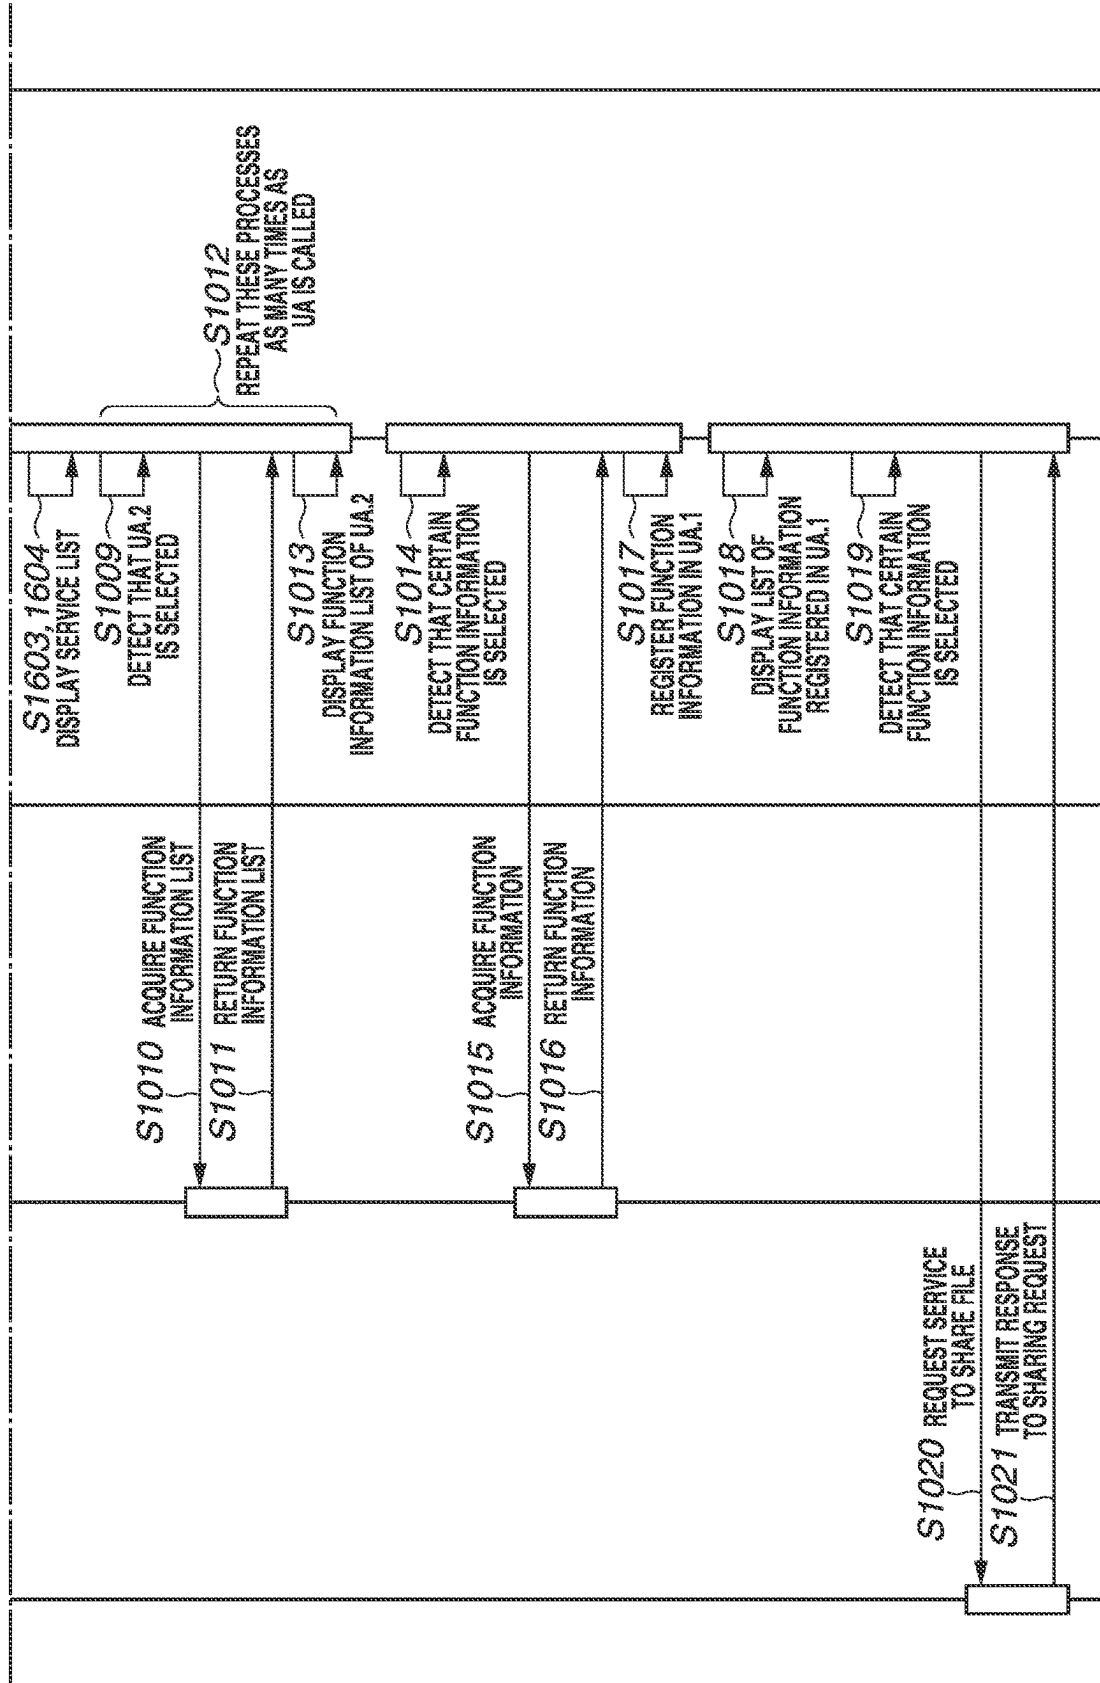 S1603,1604
DISPLAY SERVICE LIST
S1009
DETECT THAT UA.2
IS SELECTED
S1010 ACQUIRE FUNCTION
INFORMATION LIST
S1011 RETURN FUNCTION
INFORMATION LIST
S1012
REPEAT THESE PROCESSES
AS MANY TIMES AS
UA IS CALLED
S1013
DISPLAY FUNCTION
INFORMATION LIST OF UA.2
S1014
DETECT THAT CERTAIN
FUNCTION INFORMATION
IS SELECTED
S1015 ACQUIRE FUNCTION
INFORMATION
S1016 RETURN FUNCTION
INFORMATION
S1017
REGISTER FUNCTION
INFORMATION IN UA.1
S1018
DISPLAY LIST OF
FUNCTION INFORMATION
REGISTERED IN UA.1
S1019
DETECT THAT CERTAIN
FUNCTION INFORMATION
IS SELECTED
S1020 REQUEST SERVICE
TO SHARE FILE
S1021 TRANSMIT RESPONSE
TO SHARING REQUEST